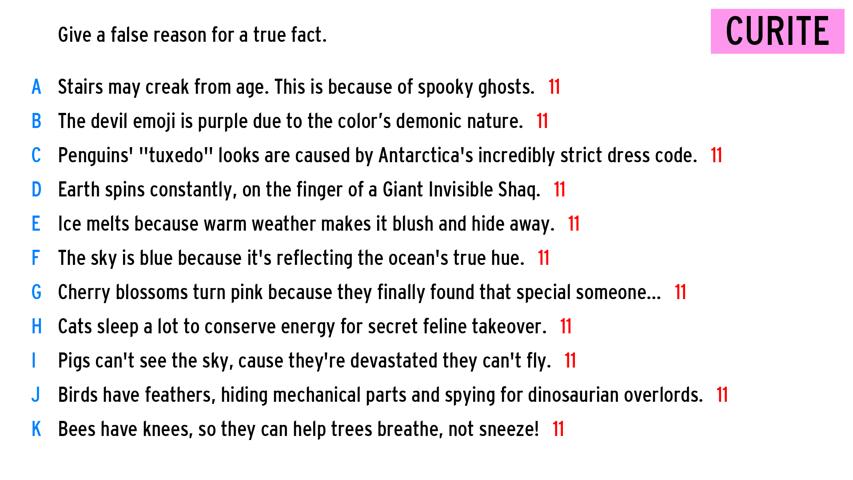 Give a false reason for a true fact.
CURITE
A Stairs may creak from age. This is because of spooky ghosts. 11
B The devil emoji is purple due to the color's demonic nature. 11
C Penguins' "tuxedo" looks are caused by Antarctica's incredibly strict dress code. 11
D Earth spins constantly, on the finger of a Giant Invisible Shaq. 11
E Ice melts because warm weather makes it blush and hide away. 11
F The sky is blue because it's reflecting the ocean's true hue. 11
G Cherry blossoms turn pink because they finally found that special someone... 11
H Cats sleep a lot to conserve energy for secret feline takeover. 11
I Pigs can't see the sky, cause they're devastated they can't fly. 11
J Birds have feathers, hiding mechanical parts and spying for dinosaurian overlords. 11
K Bees have knees, so they can help trees breathe, not sneeze! 11